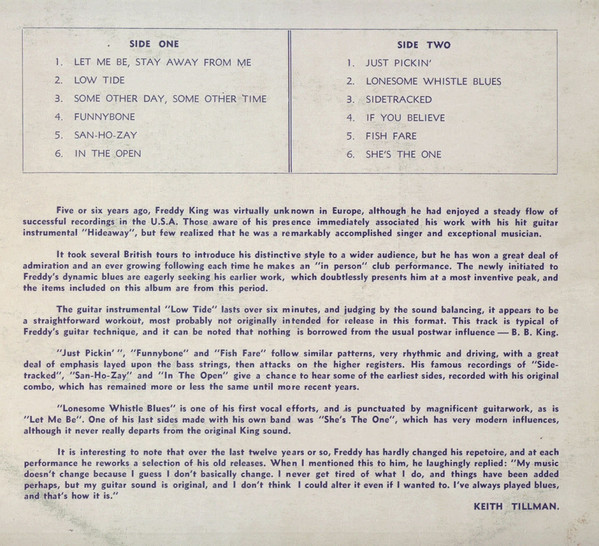 SIDE ONE
1. LET ME BE, STAY AWAY FROM ME
2. LOW TIDE
3. SOME OTHER DAY, SOME OTHER TIME
4. FUNNYBONE
5. SAN-HO-ZAY
6. IN THE OPEN
SIDE TWO
1. JUST PICKIN'
2. LONESOME WHISTLE BLUES
3. SIDETRACKED
4. IF YOU BELIEVE
5. FISH FARE
6. SHE'S THE ONE
Five or six years ago, Freddy King was virtually unknown in Europe, although he had enjoyed a steady flow of
successful recordings in the U.S.A. Those aware of his presence immediately associated his work with his hit guitar
instrumental "Hideaway", but few realized that he was a remarkably accomplished singer and exceptional musician.
It took several British tours to introduce his distinctive style to a wider audience, but he has won a great deal of
admiration and an ever growing following each time he makes an "in person" club performance. The newly initiated to
Freddy's dynamic blues are eagerly seeking his earlier work, which doubtlessly presents him at a most inventive peak, and
the items included on this album are from this period.
The guitar instrumental "Low Tide" lasts over six minutes, and judging by the sound balancing, it appears to be
a straightforward workout, most probably not originally intended for release in this format. This track is typical of
Freddy's guitar technique, and it can be noted that nothing is borrowed from the usual postwar influence — B. B. King.
"Just Pickin'", "Funnybone" and "Fish Fare" follow similar patterns, very rhythmic and driving, with a great
deal of emphasis layed upon the bass strings, then attacks on the higher registers. His famous recordings of "Side-
tracked", "San-Ho-Zay" and "In The Open" give a chance to hear some of the earliest sides, recorded with his original
combo, which has remained more or less the same until more recent years.
"Lonesome Whistle Blues" is one of his first vocal efforts, and is punctuated by magnificent guitarwork, as is
"Let Me Be". One of his last sides made with his own band was "She's The One", which has very modern influences,
although it never really departs from the original King sound.
It is interesting to note that over the last twelve years or so, Freddy has hardly changed his repetoire, and at each
performance he reworks a selection of his old releases. When I mentioned this to him, he laughingly replied: "My music
doesn't change because I guess I don't basically change. I never get tired of what I do, and things have been added
perhaps, but my guitar sound is original, and I don't think I could alter it even if I wanted to. I've always played blues,
and that's how it is."
KEITH TILLMAN.